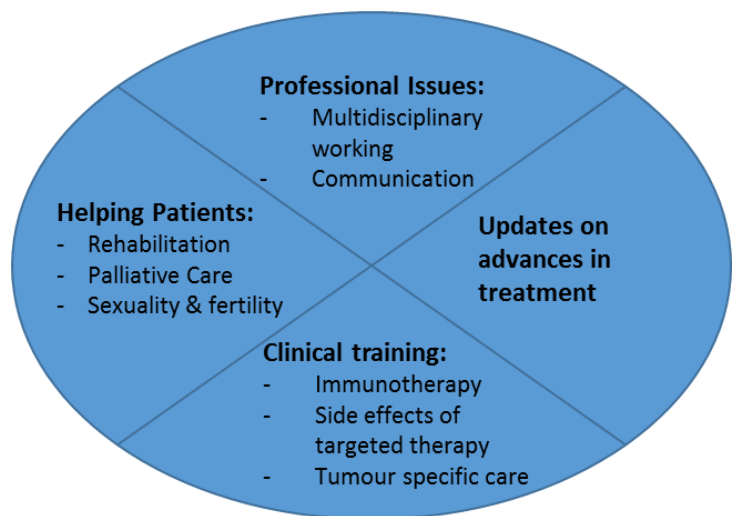 Professional Issues:
- Multidisciplinary
working
- Communication
Helping Patients:
- Rehabilitation
- Palliative Care
- Sexuality & fertility
Updates on
advances in
treatment
Clinical training:
- Immunotherapy
- Side effects of
targeted therapy
- Tumour specific care